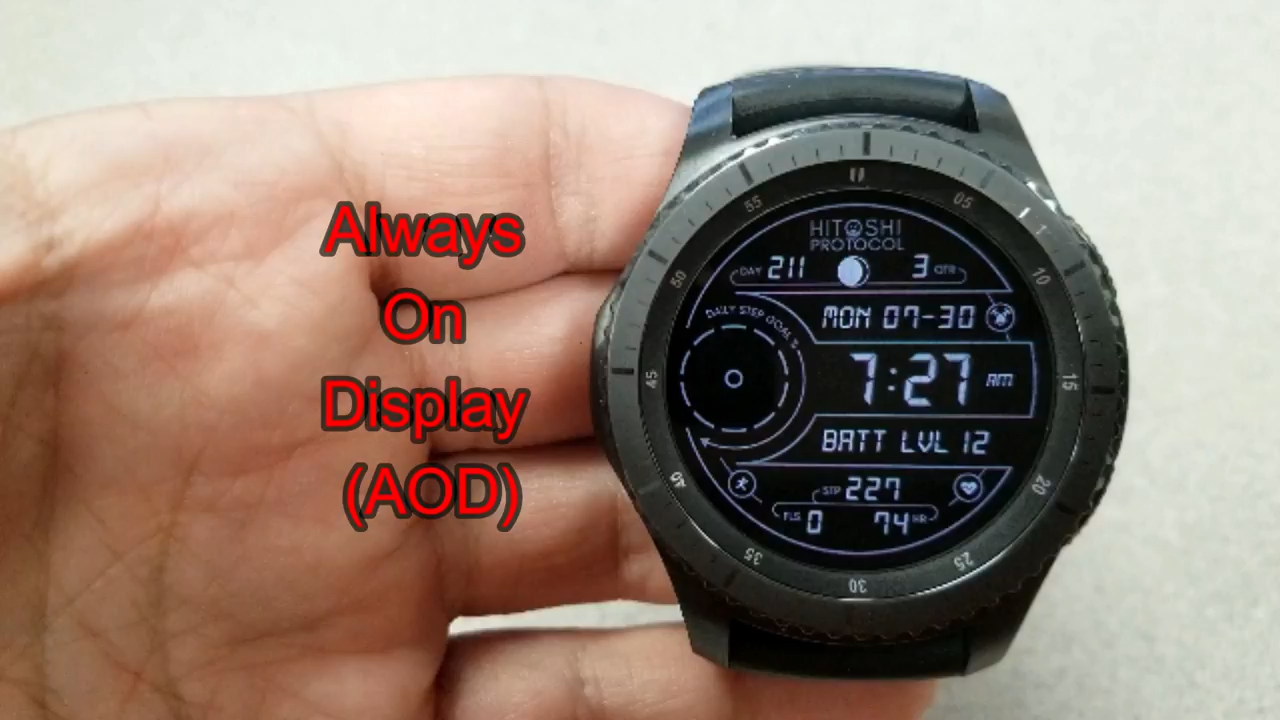 Always
On
Display
(AOD)
HITOSHI
PROTOCOL
DAY 211 3 QTR
MON 07-30
DAILY STEP GOAL %
7:27 AM
BATT LVL 12
STP 227
FLS 0 74 HR
05
10
15
20
25
30
35
40
45
50
55